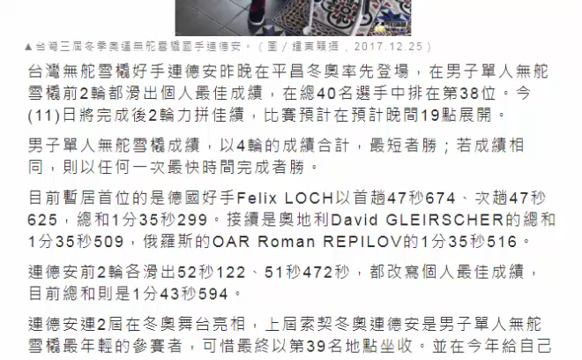 ▲台灣三屆冬季奧運無舵雪橇國手連德安。（圖／鍾東穎攝，2017.12.25）
台灣無舵雪橇好手連德安昨晚在平昌冬奧率先登場，在男子單人無舵
雪橇前2輪都滑出個人最佳成績，在總40名選手中排在第38位。今
(11)日將完成後2輪力拼佳績，比賽預計在預計晚間19點展開。
男子單人無舵雪橇成績，以4輪的成績合計，最短者勝；若成績相
同，則以任何一次最快時間完成者勝。
目前暫居首位的是德國好手Felix LOCH以首趟47秒674、次趟47秒
625，總和1分35秒299。接續是奧地利David GLEIRSCHER的總和
1分35秒509，俄羅斯的OAR Roman REPILOV的1分35秒516。
連德安前2輪各滑出52秒122、51秒472秒，都改寫個人最佳成績，
目前總和則是1分43秒594。
連德安連2屆在冬奧舞台亮相，上屆索契冬奧連德安是男子單人無舵
雪橇最年輕的參賽者，可惜最終以第39名地點坐收。並在今年給自己